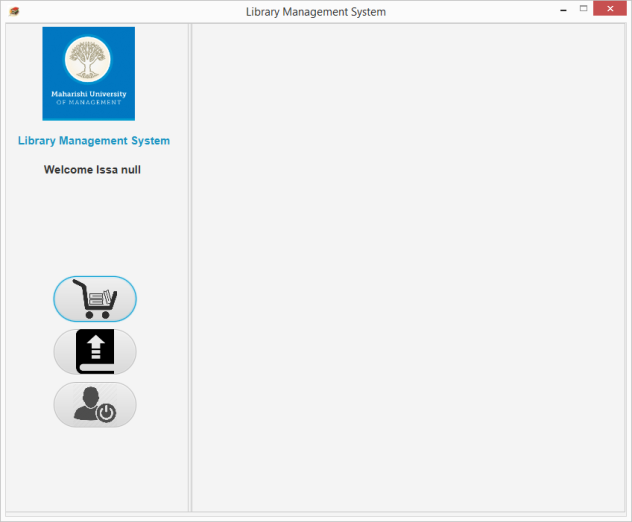 Library Management System
Maharishi University
OF MANAGEMENT
Library Management System
Welcome Issa null